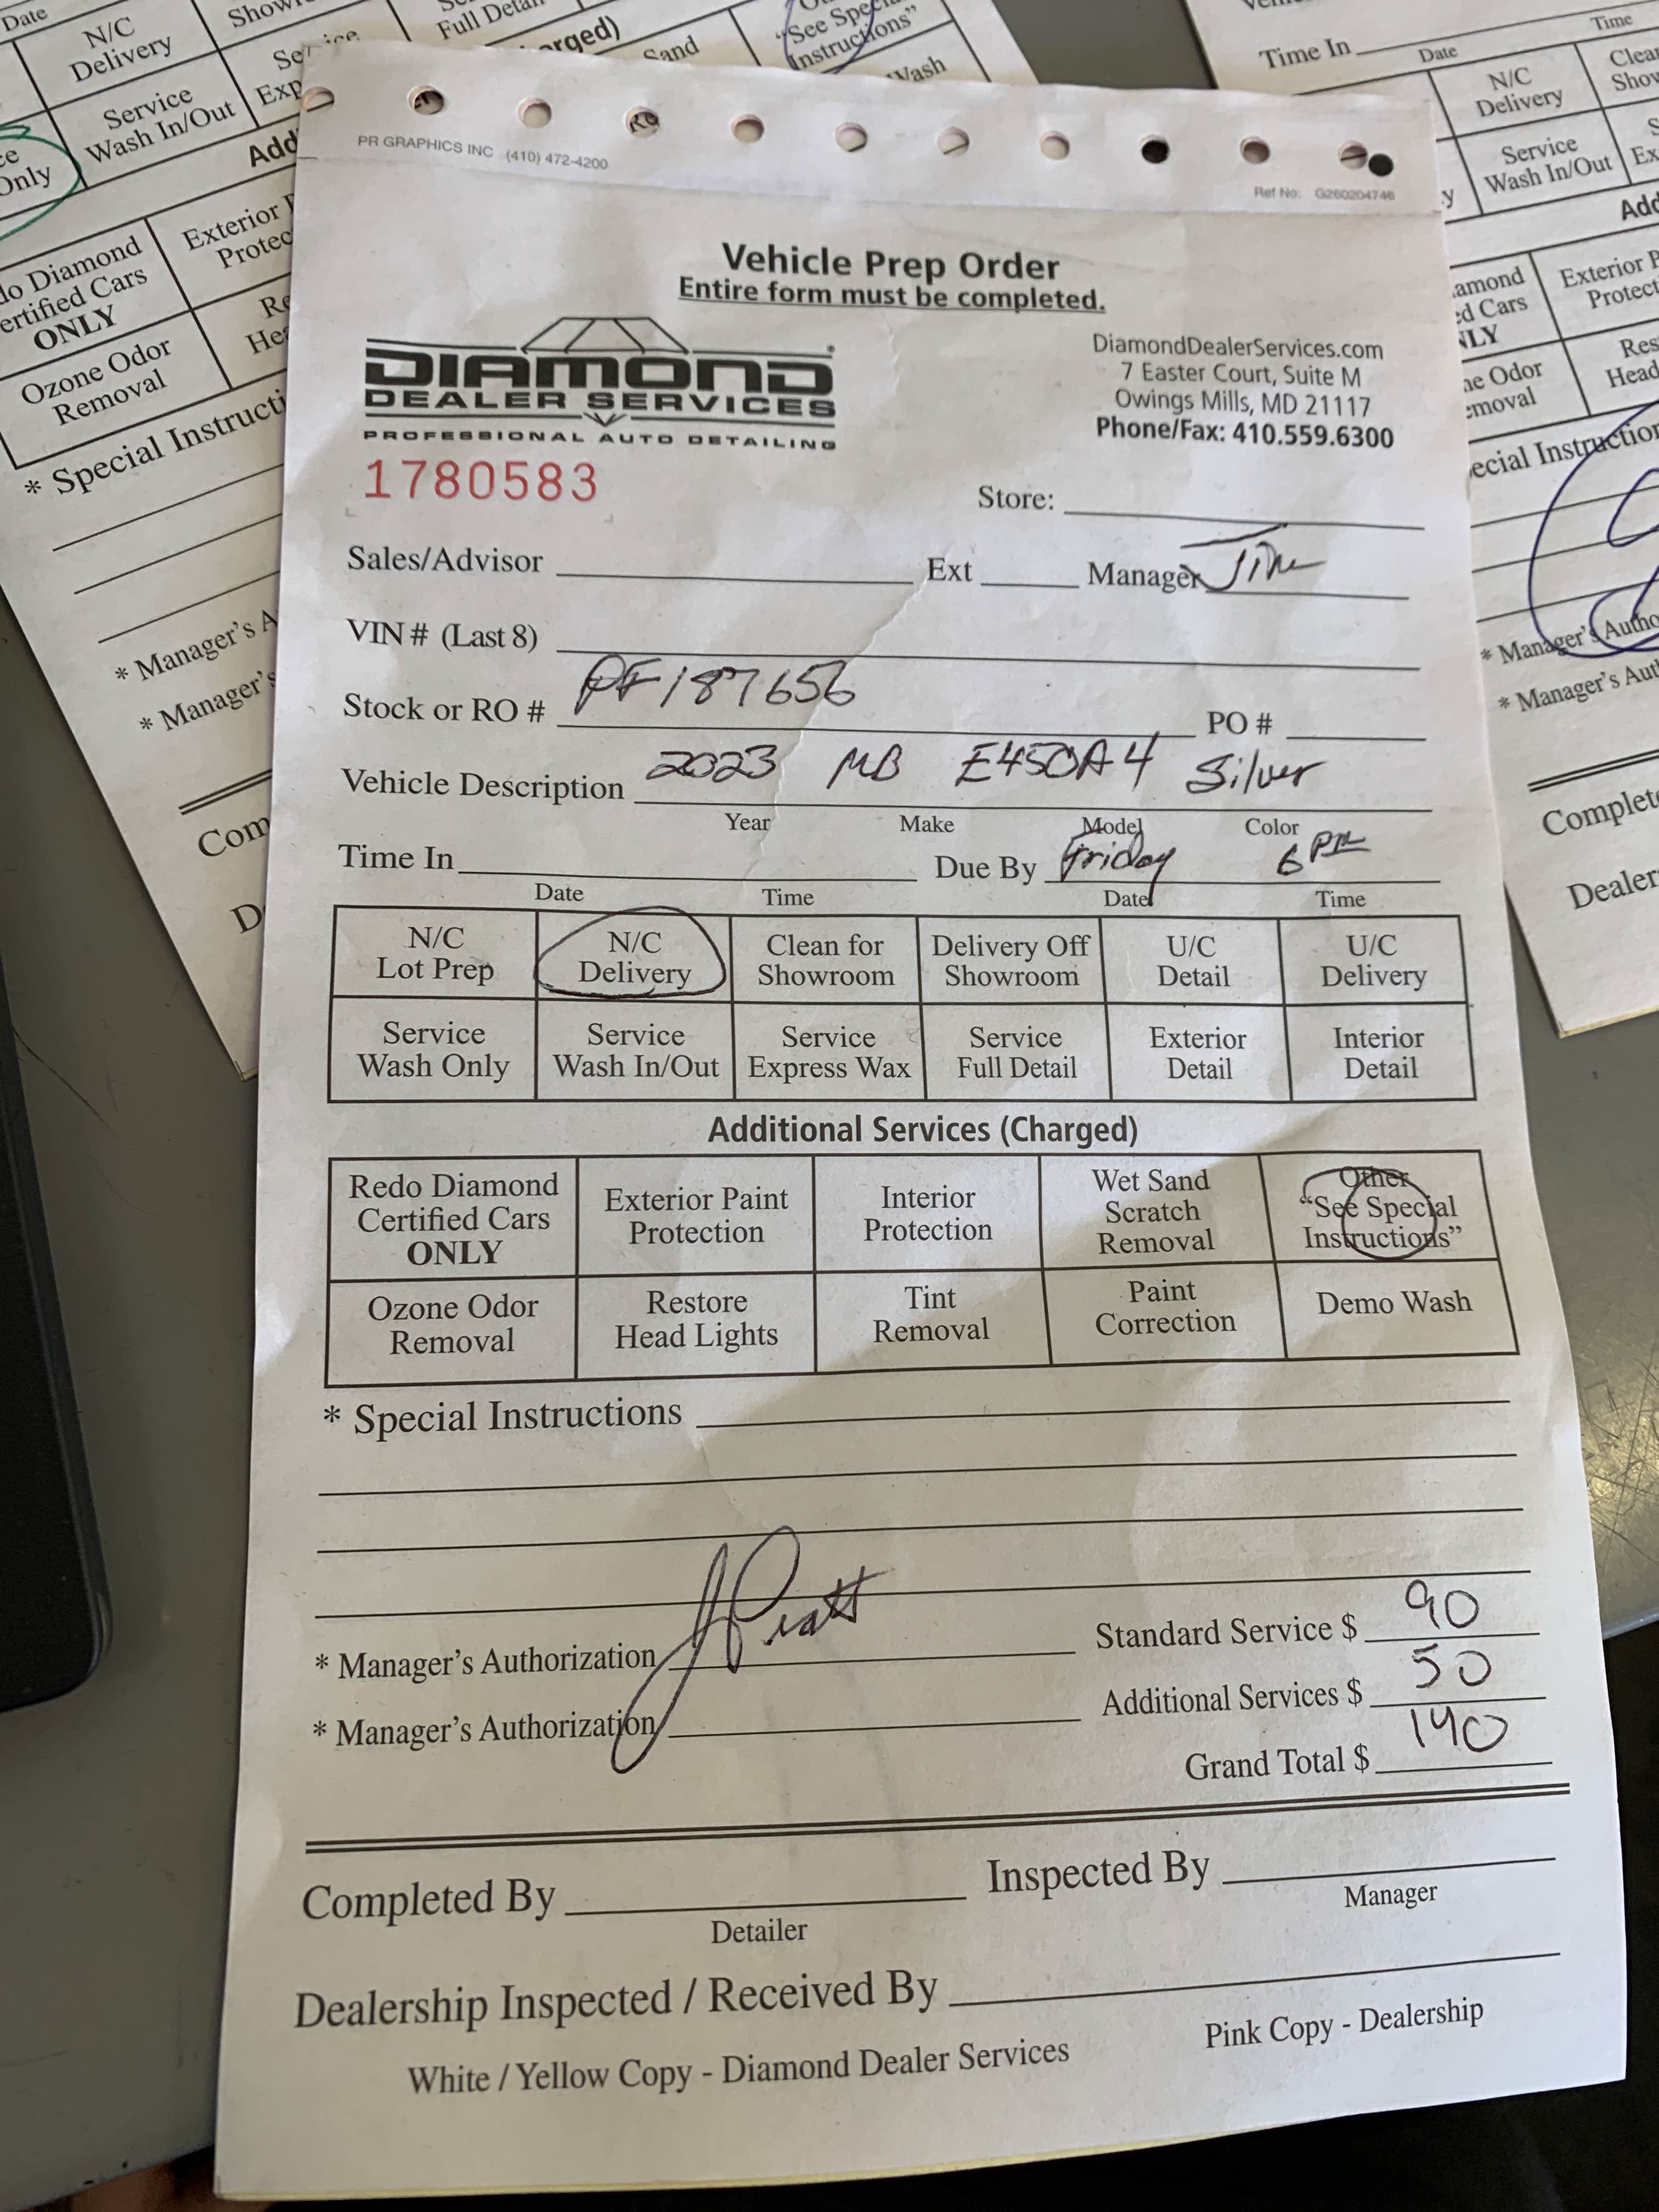 PR GRAPHICS INC (410) 472-4200
Ref No: G260204746
Vehicle Prep Order
Entire form must be completed.
DIAMOND
DEALER SERVICES
PROFESSIONAL AUTO DETAILING
DiamondDealerServices.com
7 Easter Court, Suite M
Owings Mills, MD 21117
Phone/Fax: 410.559.6300
1780583
Store:
Sales/Advisor Ext Manager
VIN # (Last 8)
Stock or RO # PF187656 PO #
Vehicle Description 2023 MB E450A4 Silver
Year Make Model Color
Time In Due By Friday 6 PM
Date Time Date Time
N/C Lot Prep N/C Delivery Clean for Showroom Delivery Off Showroom U/C Detail U/C Delivery
Service Wash Only Service Wash In/Out Service Express Wax Service Full Detail Exterior Detail Interior Detail
Additional Services (Charged)
Redo Diamond Certified Cars ONLY Exterior Paint Protection Interior Protection Wet Sand Scratch Removal Other "See Special Instructions"
Ozone Odor Removal Restore Head Lights Tint Removal Paint Correction Demo Wash
* Special Instructions
* Manager's Authorization J Pratt Standard Service $ 90
* Manager's Authorization Additional Services $ 50
Grand Total $ 140
Completed By Inspected By
Detailer Manager
Dealership Inspected / Received By
White / Yellow Copy - Diamond Dealer Services Pink Copy - Dealership